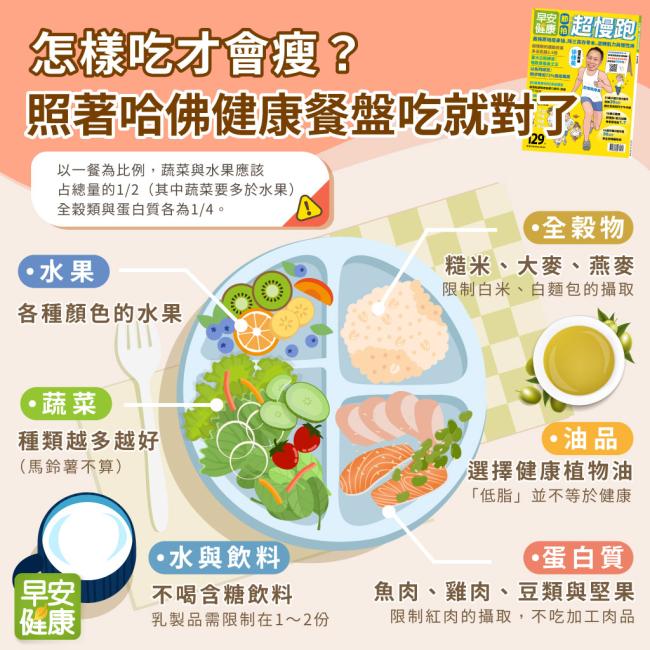 怎樣吃才會瘦？
照著哈佛健康餐盤吃就對了
早安健康
節拍
超慢跑
129
以一餐為比例，蔬菜與水果應該
占總量的1/2（其中蔬菜要多於水果）
全穀類與蛋白質各為1/4。
•水果
各種顏色的水果
•全穀物
糙米、大麥、燕麥
限制白米、白麵包的攝取
•蔬菜
種類越多越好
（馬鈴薯不算）
•油品
選擇健康植物油
「低脂」並不等於健康
•水與飲料
不喝含糖飲料
乳製品需限制在1～2份
•蛋白質
魚肉、雞肉、豆類與堅果
限制紅肉的攝取，不吃加工肉品
早安
健康